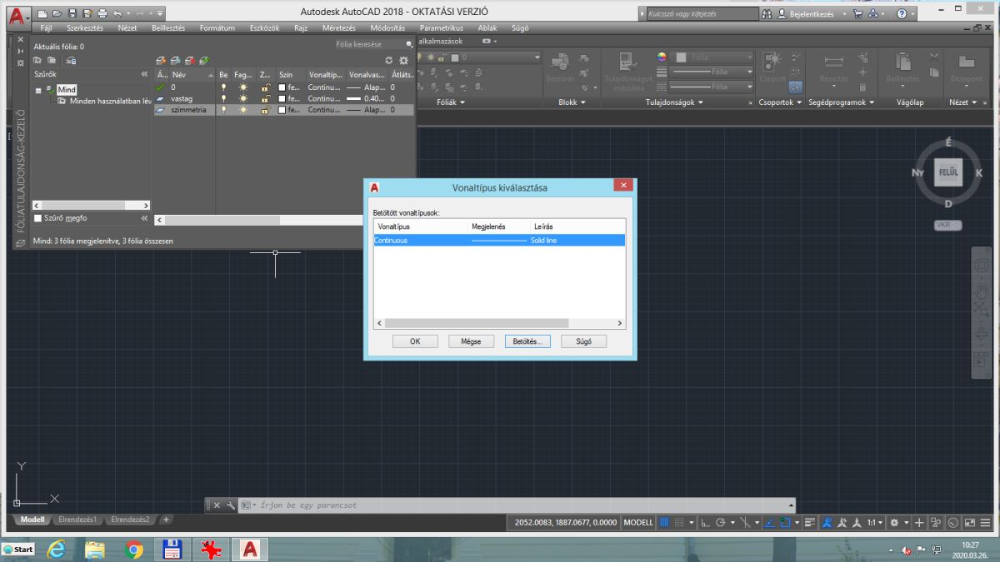 Autodesk AutoCAD 2018 - OKTATÁSI VERZIÓ
Kulcsszó vagy kifejezés
Bejelentkezés
Fájl Szerkesztés Nézet Beillesztés Formátum Eszközök Rajz Méretezés Módosítás Parametrikus Ablak Súgó
Aktuális fólia: 0
Fólia keresése
alkalmazások
Szűrők
Á... Név Be Fag... Z... Szín Vonaltíp... Vonalvas... Átláts.
Mind
Minden használatban lév
0 fe... Continu... Alap... 0
vastag fe... Continu... 0.40... 0
szimmetria fe... Continu... Alap... 0
Szűrő megfo
Mind: 3 fólia megjelenítve, 3 fólia összesen
FÓLIATULAJDONSÁG-KEZELŐ
0
Fóliák
Beszúrás
Blokk
Tulajdonságok
másolása
Fólia
Fólia
Fólia
Tulajdonságok
Csoport
Csoportok
Beosztás
Segédprogramok
Beillesztés
Vágólap
Bázispont
Nézet
É
Ny
FELÜL
K
D
VKR
Vonaltípus kiválasztása
Betöltött vonaltípusok:
Vonaltípus Megjelenés Leírás
Continuous Solid line
OK Mégse Betöltés... Súgó
Y
X
Írjon be egy parancsot
Modell Elrendezés1 Elrendezés2 +
2052.0083, 1887.0677, 0.0000 MODELL
1:1
Start
10:27
2020.03.26.